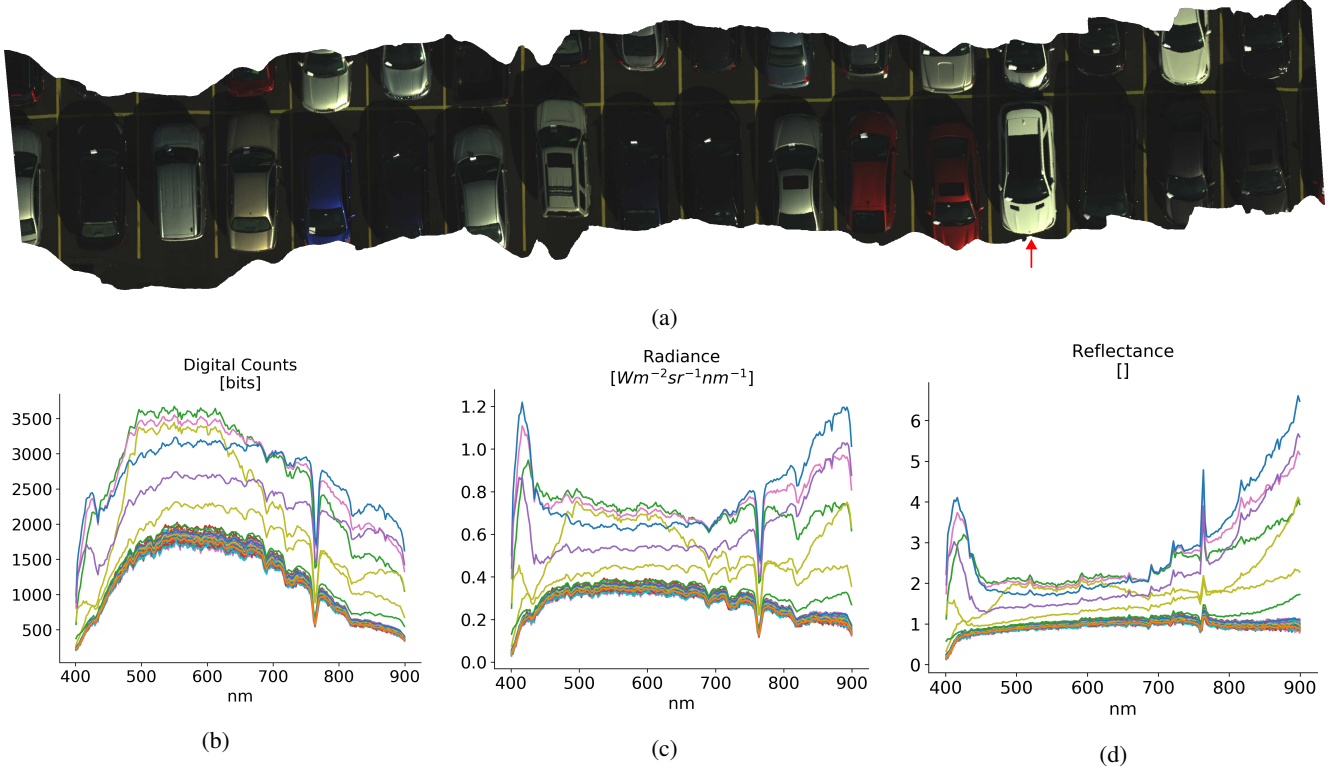 (a)
Digital Counts
[bits]
3500
3000
2500
2000
1500
1000
500
400 500 600 700 800 900
nm
(b)
Radiance
[Wm⁻²sr⁻¹nm⁻¹]
1.2
1.0
0.8
0.6
0.4
0.2
0.0
400 500 600 700 800 900
nm
(c)
Reflectance
[]
6
5
4
3
2
1
0
400 500 600 700 800 900
nm
(d)